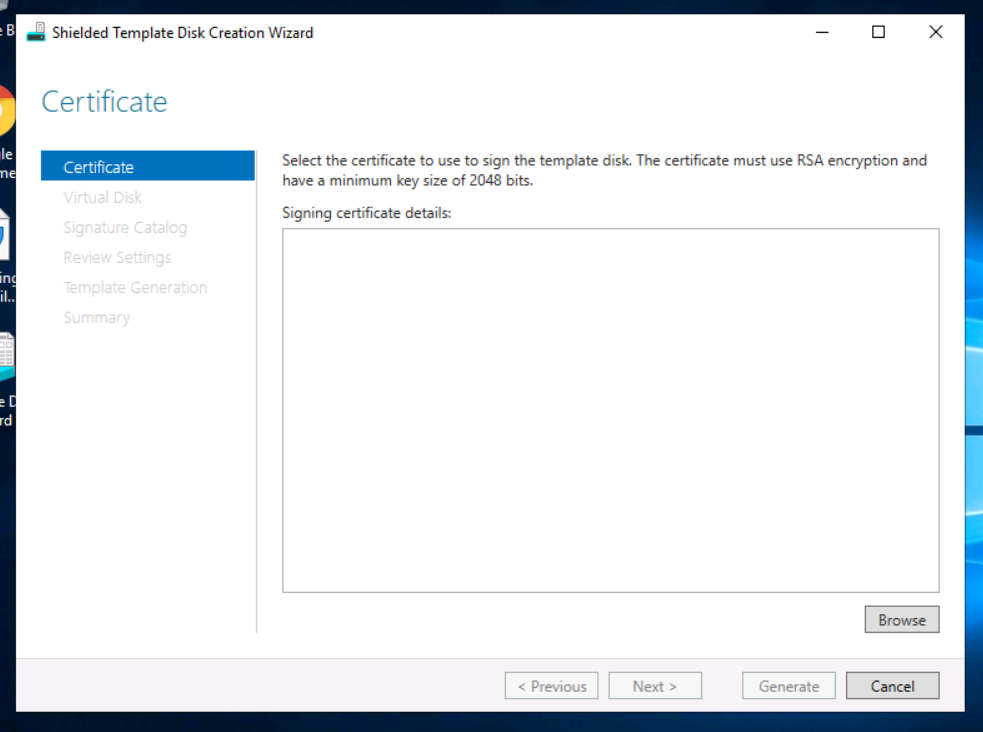 Shielded Template Disk Creation Wizard
Certificate
Certificate
Virtual Disk
Signature Catalog
Review Settings
Template Generation
Summary
Select the certificate to use to sign the template disk. The certificate must use RSA encryption and
have a minimum key size of 2048 bits.
Signing certificate details:
Browse
< Previous
Next >
Generate
Cancel